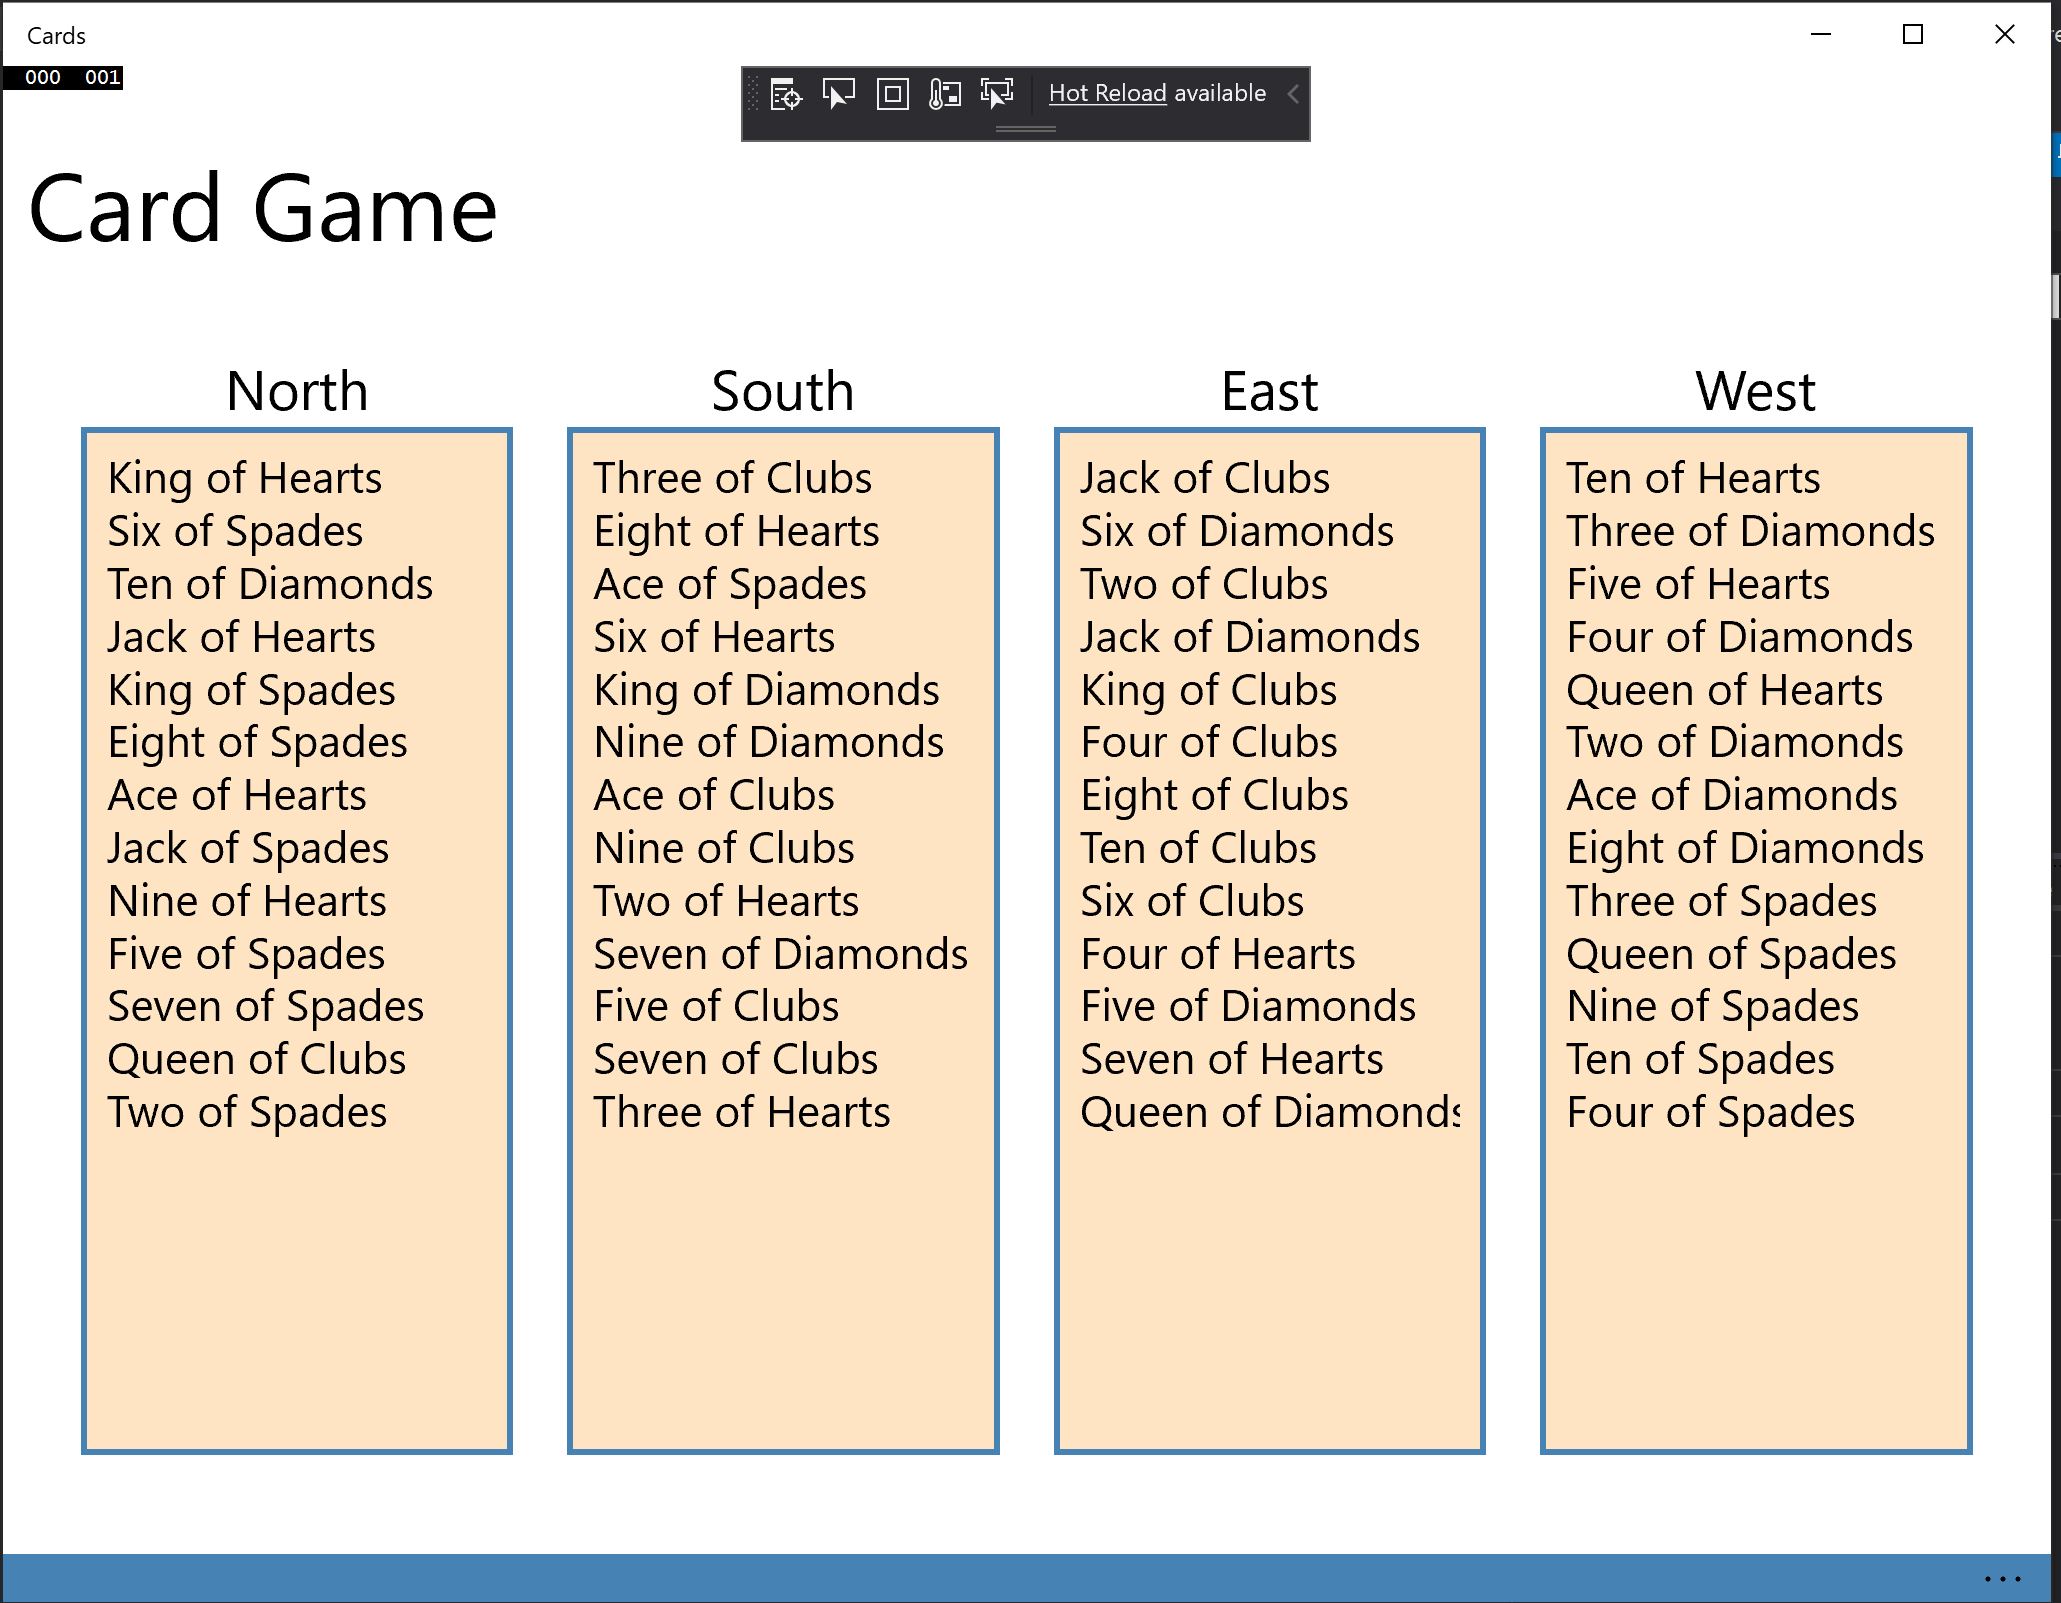 Cards
000 001
Hot Reload available
Card Game
North
King of Hearts
Six of Spades
Ten of Diamonds
Jack of Hearts
King of Spades
Eight of Spades
Ace of Hearts
Jack of Spades
Nine of Hearts
Five of Spades
Seven of Spades
Queen of Clubs
Two of Spades
South
Three of Clubs
Eight of Hearts
Ace of Spades
Six of Hearts
King of Diamonds
Nine of Diamonds
Ace of Clubs
Nine of Clubs
Two of Hearts
Seven of Diamonds
Five of Clubs
Seven of Clubs
Three of Hearts
East
Jack of Clubs
Six of Diamonds
Two of Clubs
Jack of Diamonds
King of Clubs
Four of Clubs
Eight of Clubs
Ten of Clubs
Six of Clubs
Four of Hearts
Five of Diamonds
Seven of Hearts
Queen of Diamonds
West
Ten of Hearts
Three of Diamonds
Five of Hearts
Four of Diamonds
Queen of Hearts
Two of Diamonds
Ace of Diamonds
Eight of Diamonds
Three of Spades
Queen of Spades
Nine of Spades
Ten of Spades
Four of Spades